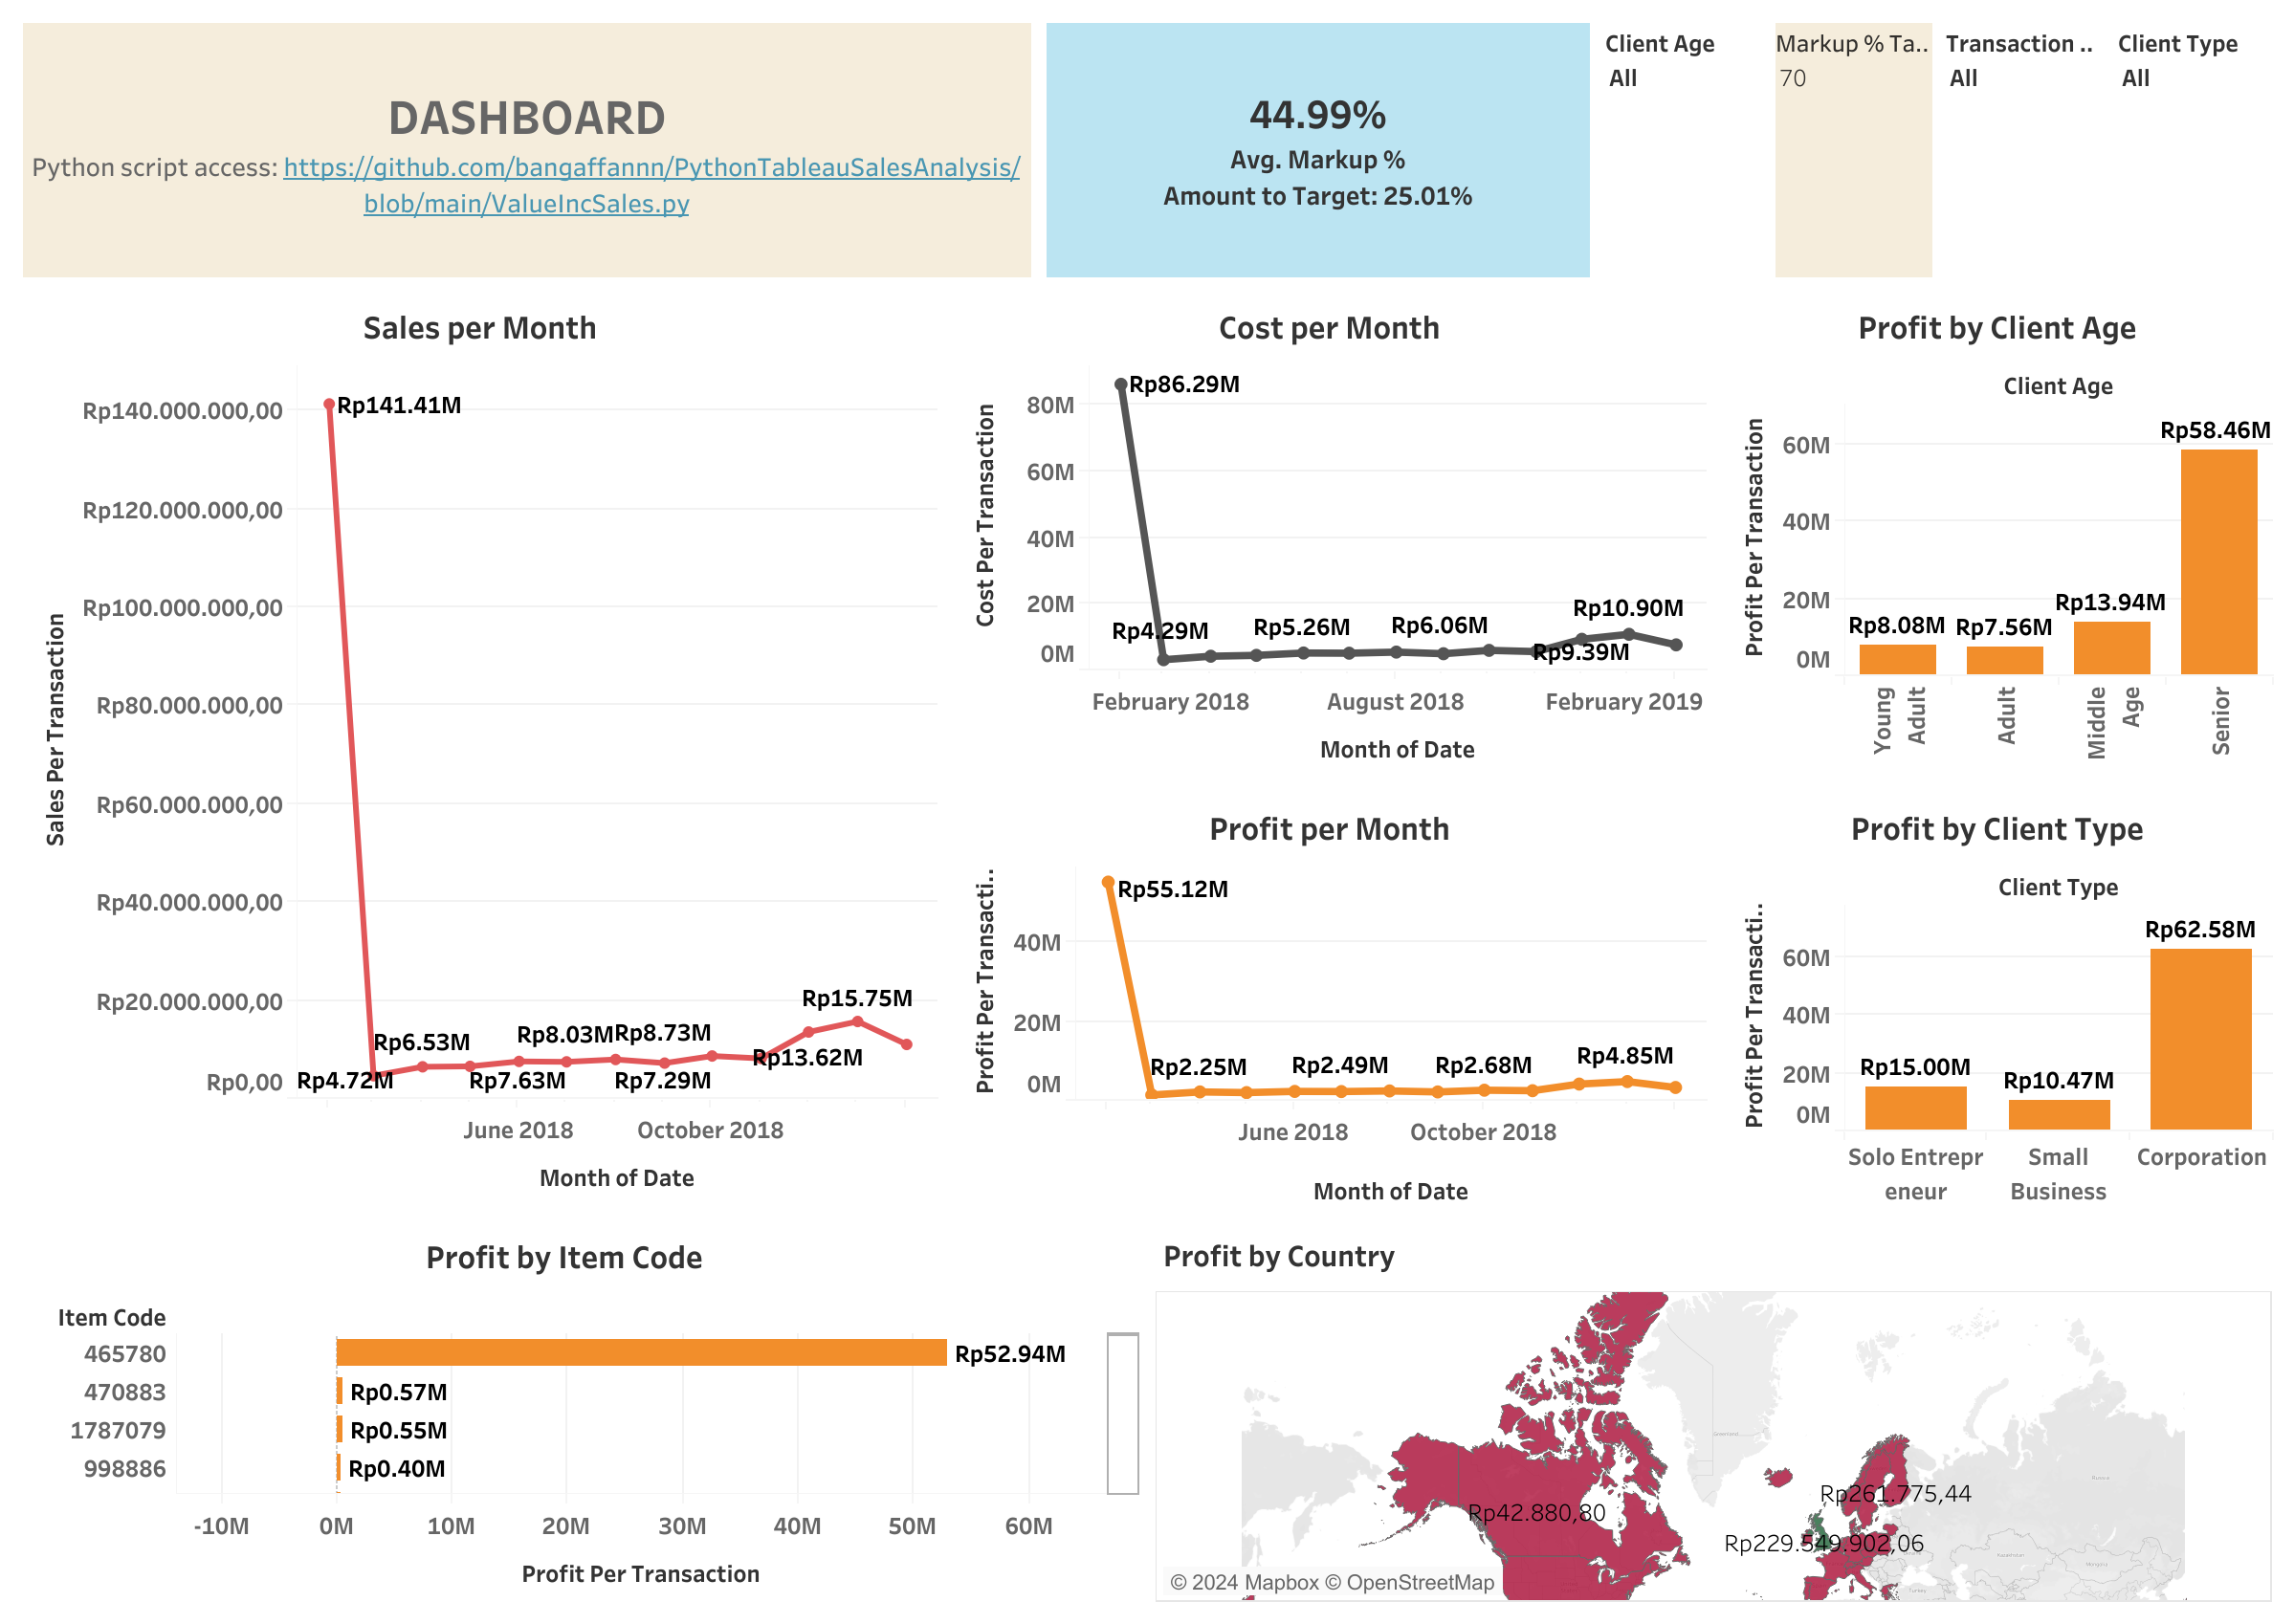 DASHBOARD
Python script access: https://github.com/bangaffannn/PythonTableauSalesAnalysis/
blob/main/ValueIncSales.py
44.99%
Avg. Markup %
Amount to Target: 25.01%
Client Age
All
Markup % Ta..
70
Transaction ..
All
Client Type
All
Sales per Month
Sales Per Transaction
Rp140.000.000,00
Rp120.000.000,00
Rp100.000.000,00
Rp80.000.000,00
Rp60.000.000,00
Rp40.000.000,00
Rp20.000.000,00
Rp0,00
Rp141.41M
Rp4.72M
Rp6.53M
Rp7.63M
Rp8.03M
Rp7.29M
Rp8.73M
Rp13.62M
Rp15.75M
June 2018
October 2018
Month of Date
Cost per Month
Cost Per Transaction
80M
60M
40M
20M
0M
Rp86.29M
Rp4.29M
Rp5.26M
Rp6.06M
Rp9.39M
Rp10.90M
February 2018
August 2018
February 2019
Month of Date
Profit by Client Age
Client Age
Profit Per Transaction
60M
40M
20M
0M
Rp8.08M
Rp7.56M
Rp13.94M
Rp58.46M
Young
Adult
Adult
Middle
Age
Senior
Profit per Month
Profit Per Transacti..
40M
20M
0M
Rp55.12M
Rp2.25M
Rp2.49M
Rp2.68M
Rp4.85M
June 2018
October 2018
Month of Date
Profit by Client Type
Client Type
Profit Per Transacti..
60M
40M
20M
0M
Rp15.00M
Rp10.47M
Rp62.58M
Solo Entrepr
eneur
Small
Business
Corporation
Profit by Item Code
Item Code
465780
Rp52.94M
470883
Rp0.57M
1787079
Rp0.55M
998886
Rp0.40M
-10M
0M
10M
20M
30M
40M
50M
60M
Profit Per Transaction
Profit by Country
Rp42.880,80
Rp261.775,44
Rp229.549.902,06
© 2024 Mapbox © OpenStreetMap